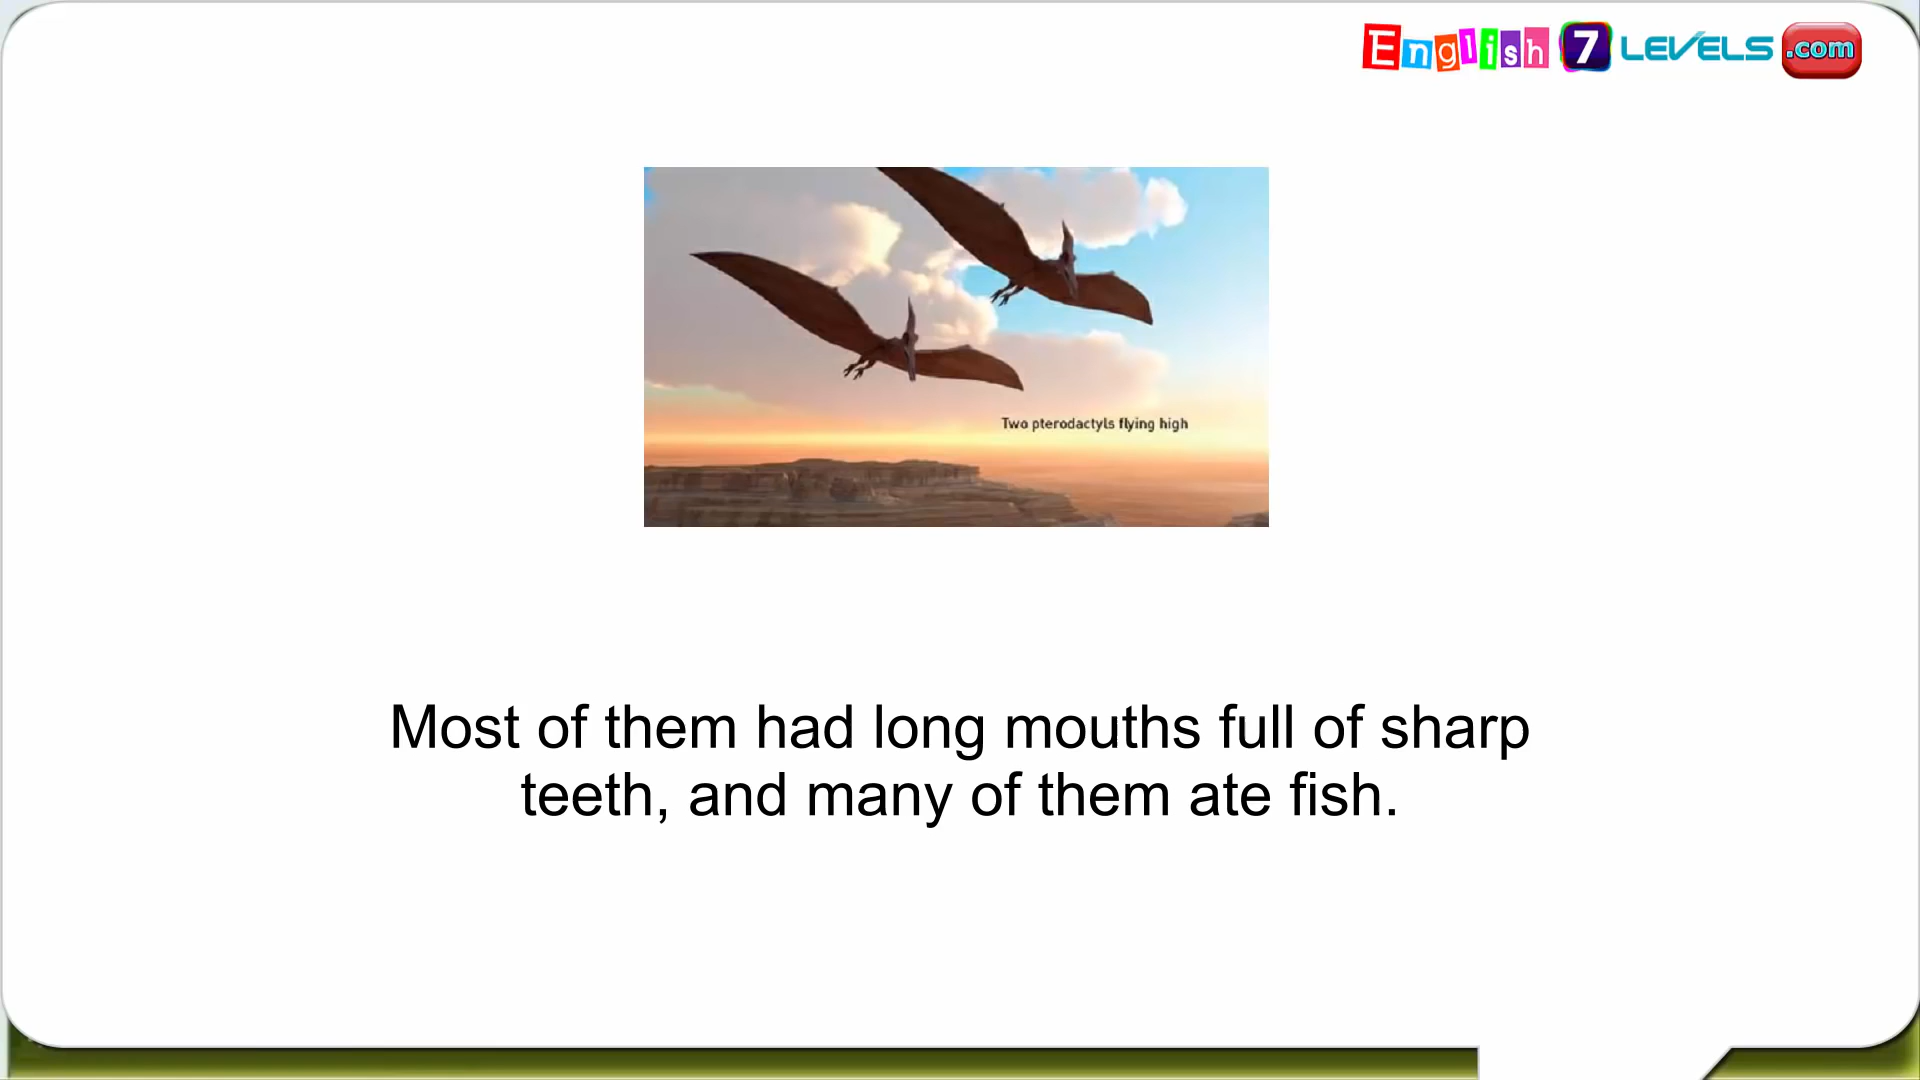 English 7 LEVELS .com
Two pterodactyls flying high
Most of them had long mouths full of sharp
teeth, and many of them ate fish.